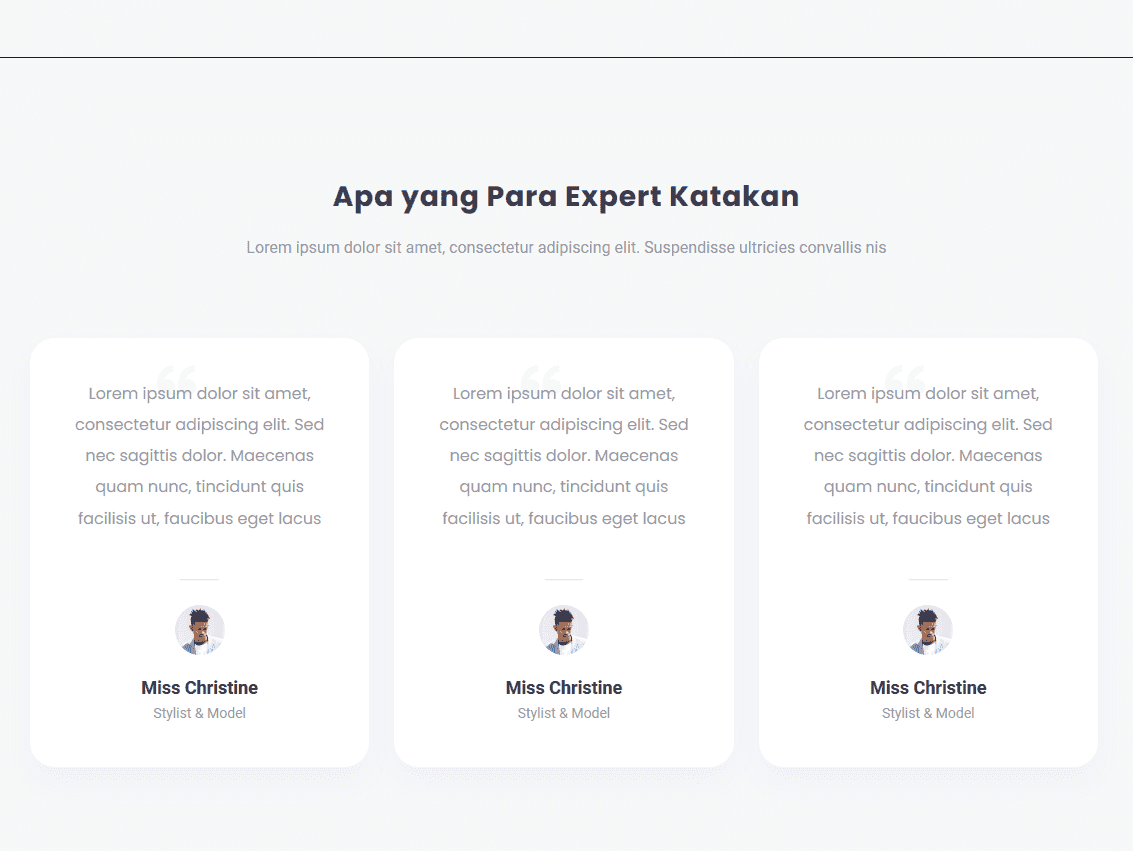 Apa yang Para Expert Katakan
Lorem ipsum dolor sit amet, consectetur adipiscing elit. Suspendisse ultricies convallis nis
“
Lorem ipsum dolor sit amet,
consectetur adipiscing elit. Sed
nec sagittis dolor. Maecenas
quam nunc, tincidunt quis
facilisis ut, faucibus eget lacus
Miss Christine
Stylist & Model
“
Lorem ipsum dolor sit amet,
consectetur adipiscing elit. Sed
nec sagittis dolor. Maecenas
quam nunc, tincidunt quis
facilisis ut, faucibus eget lacus
Miss Christine
Stylist & Model
“
Lorem ipsum dolor sit amet,
consectetur adipiscing elit. Sed
nec sagittis dolor. Maecenas
quam nunc, tincidunt quis
facilisis ut, faucibus eget lacus
Miss Christine
Stylist & Model